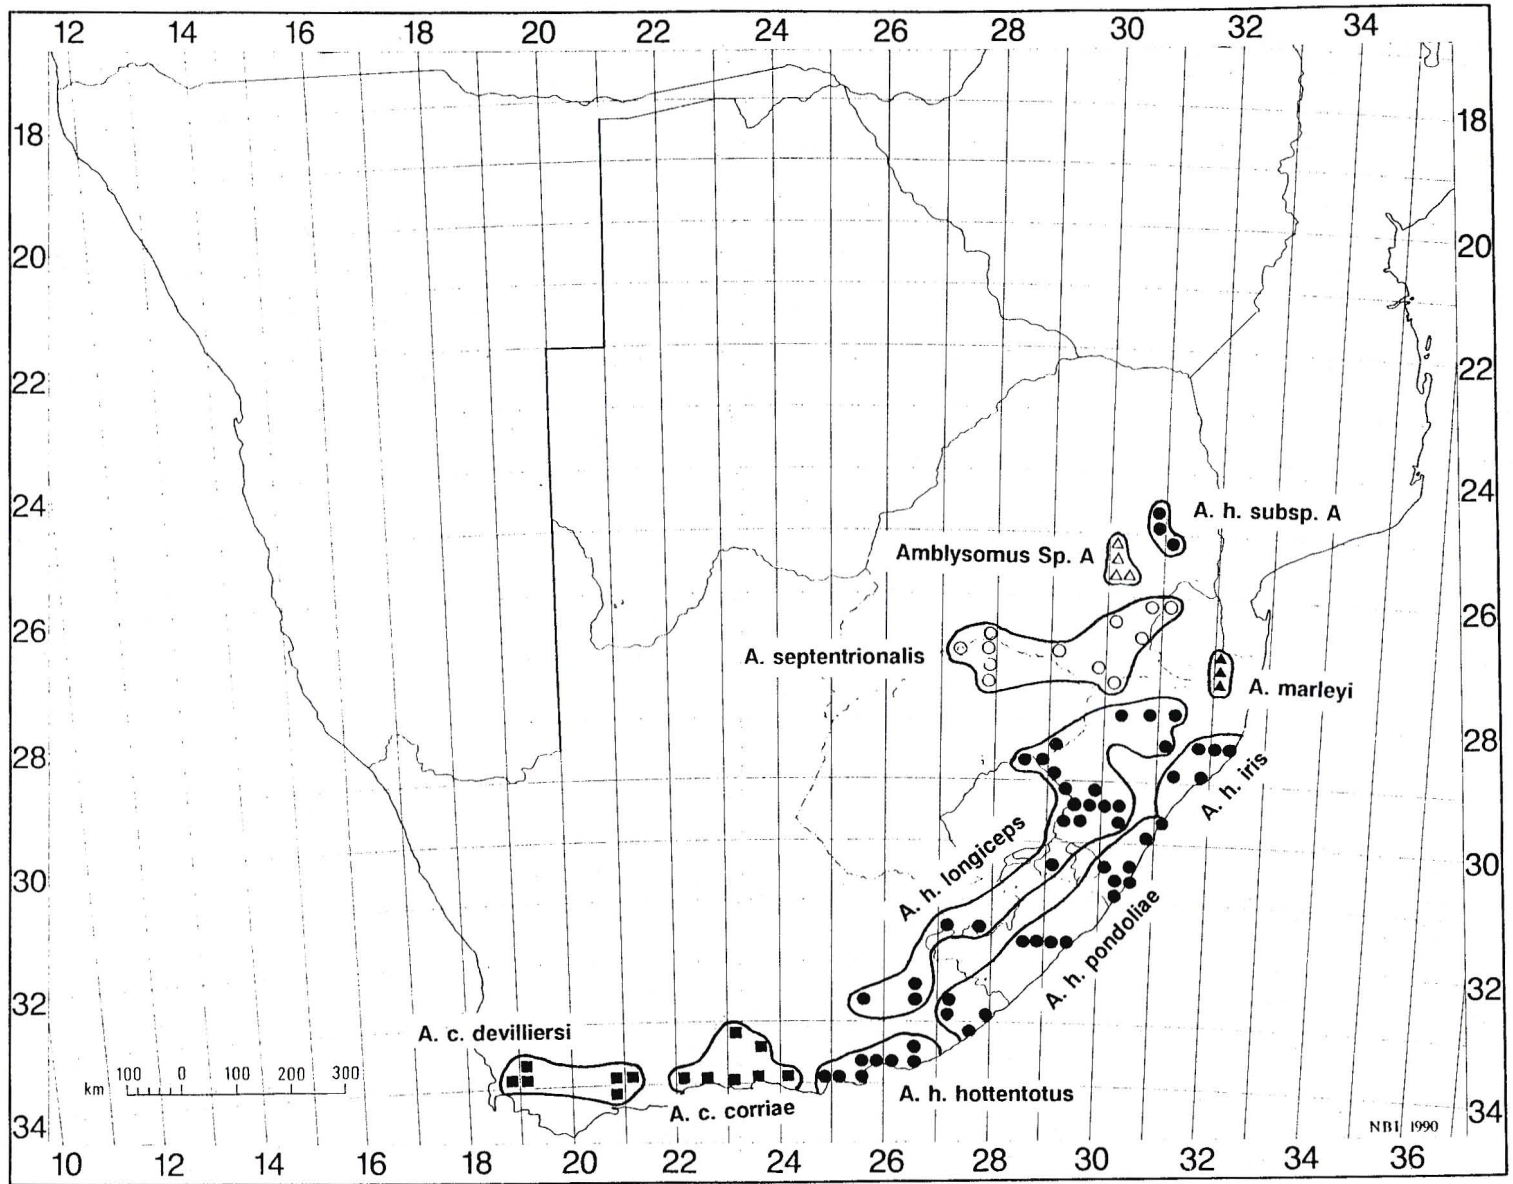 12 14 16 18 20 22 24 26 28 30 32 34
18 18
20 20
22 22
24 24
A. h. subsp. A
Amblysomus Sp. A
26 26
A. septentrionalis
A. marleyi
28 28
A. h. iris
A. h. longiceps
30 30
A. h. pondoliae
32 32
A. c. devilliersi
km 100 0 100 200 300
A. h. hottentotus
A. c. corriae
34 34
NBI 1990
10 14 16 18 20 22 24 26 28 30 32 34 36